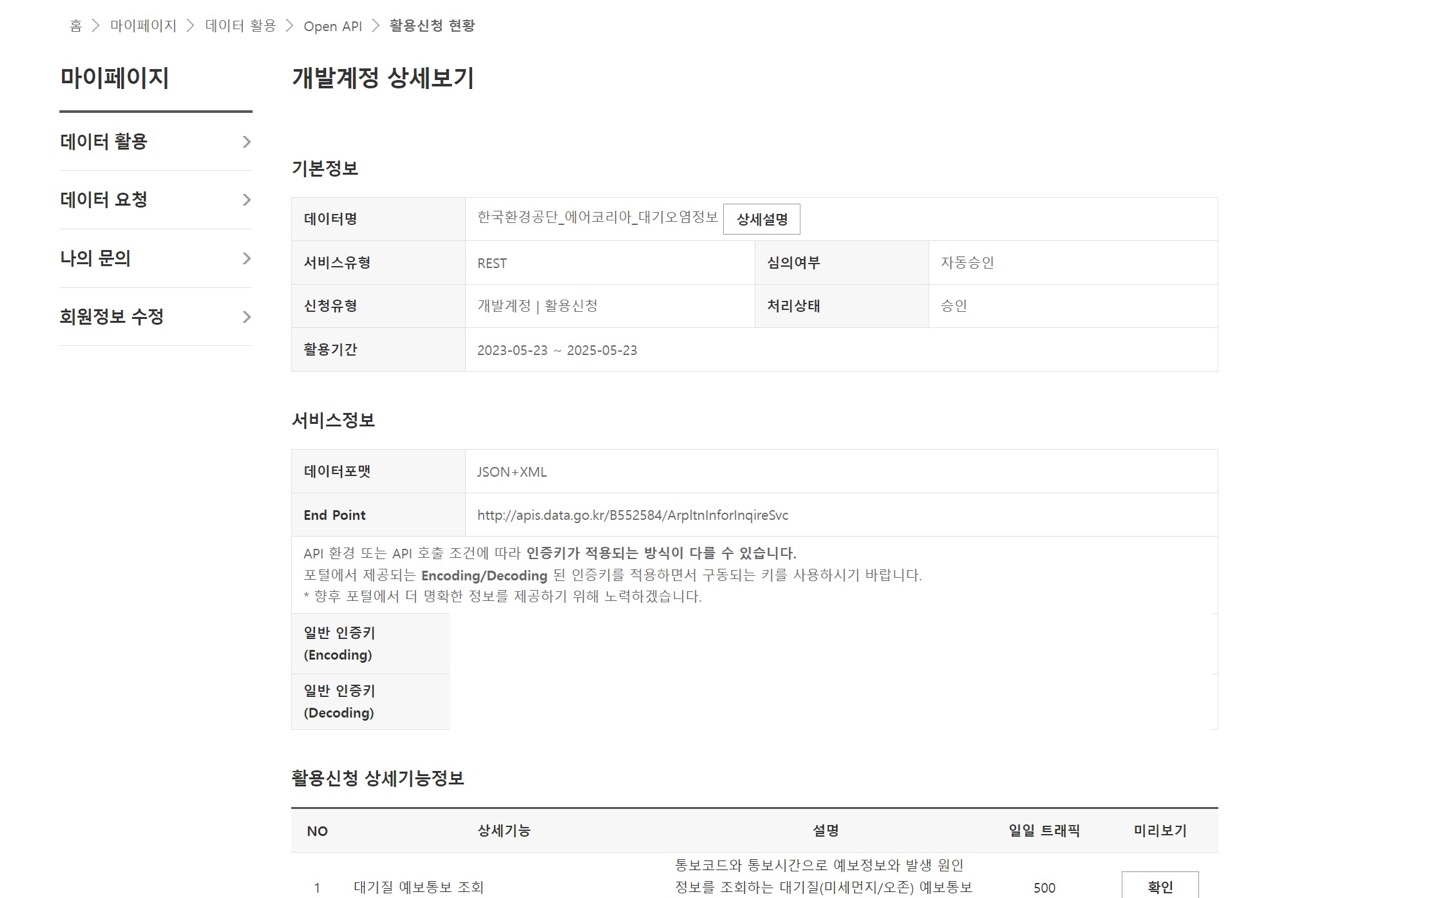 홈 > 마이페이지 > 데이터 활용 > Open API > 활용신청 현황
마이페이지
데이터 활용
데이터 요청
나의 문의
회원정보 수정
개발계정 상세보기
기본정보
데이터명 한국환경공단_에어코리아_대기오염정보 상세설명
서비스유형 REST 심의여부 자동승인
신청유형 개발계정 | 활용신청 처리상태 승인
활용기간 2023-05-23 ~ 2025-05-23
서비스정보
데이터포맷 JSON+XML
End Point http://apis.data.go.kr/B552584/ArpltnInforInqireSvc
API 환경 또는 API 호출 조건에 따라 인증키가 적용되는 방식이 다를 수 있습니다.
포털에서 제공되는 Encoding/Decoding 된 인증키를 적용하면서 구동되는 키를 사용하시기 바랍니다.
* 향후 포털에서 더 명확한 정보를 제공하기 위해 노력하겠습니다.
일반 인증키
(Encoding)
일반 인증키
(Decoding)
활용신청 상세기능정보
NO 상세기능 설명 일일 트래픽 미리보기
통보코드와 통보시간으로 예보정보와 발생 원인
1 대기질 예보통보 조회 정보를 조회하는 대기질(미세먼지/오존) 예보통보 500 확인